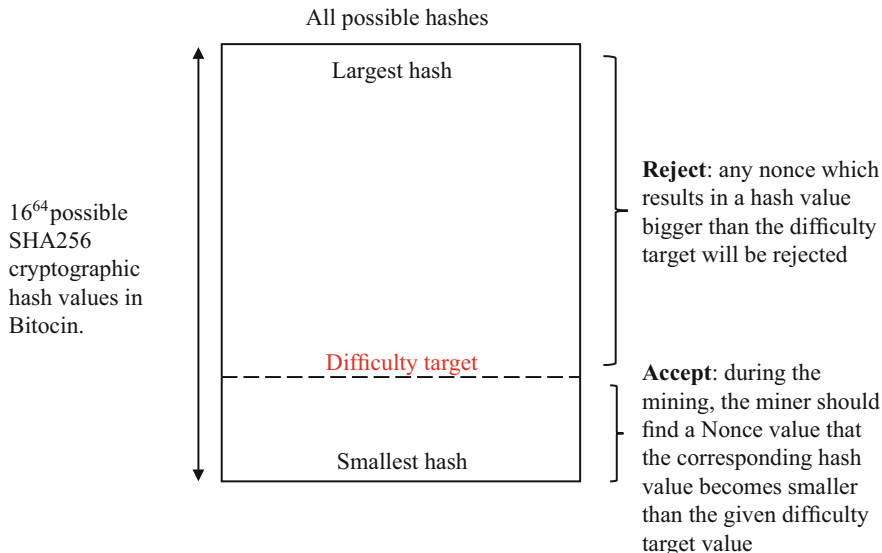 All possible hashes
Largest hash
16^64 possible
SHA256
cryptographic
hash values in
Bitocin.
Reject: any nonce which
results in a hash value
bigger than the difficulty
target will be rejected
Difficulty target
Accept: during the
mining, the miner should
find a Nonce value that
the corresponding hash
value becomes smaller
than the given difficulty
target value
Smallest hash